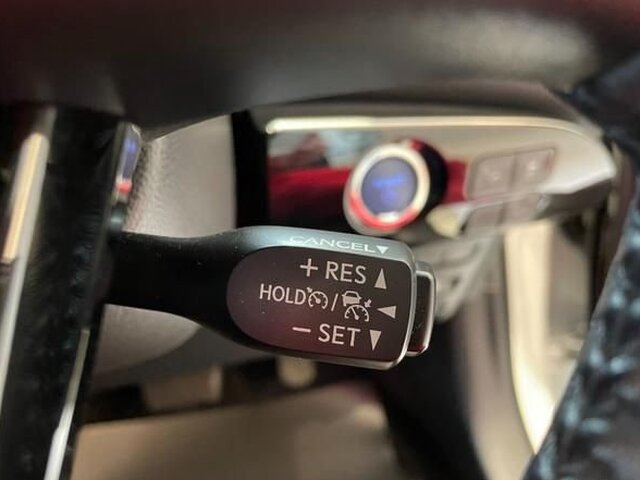 CANCEL▼
+ RES ▲
HOLD / ◀
− SET ▼